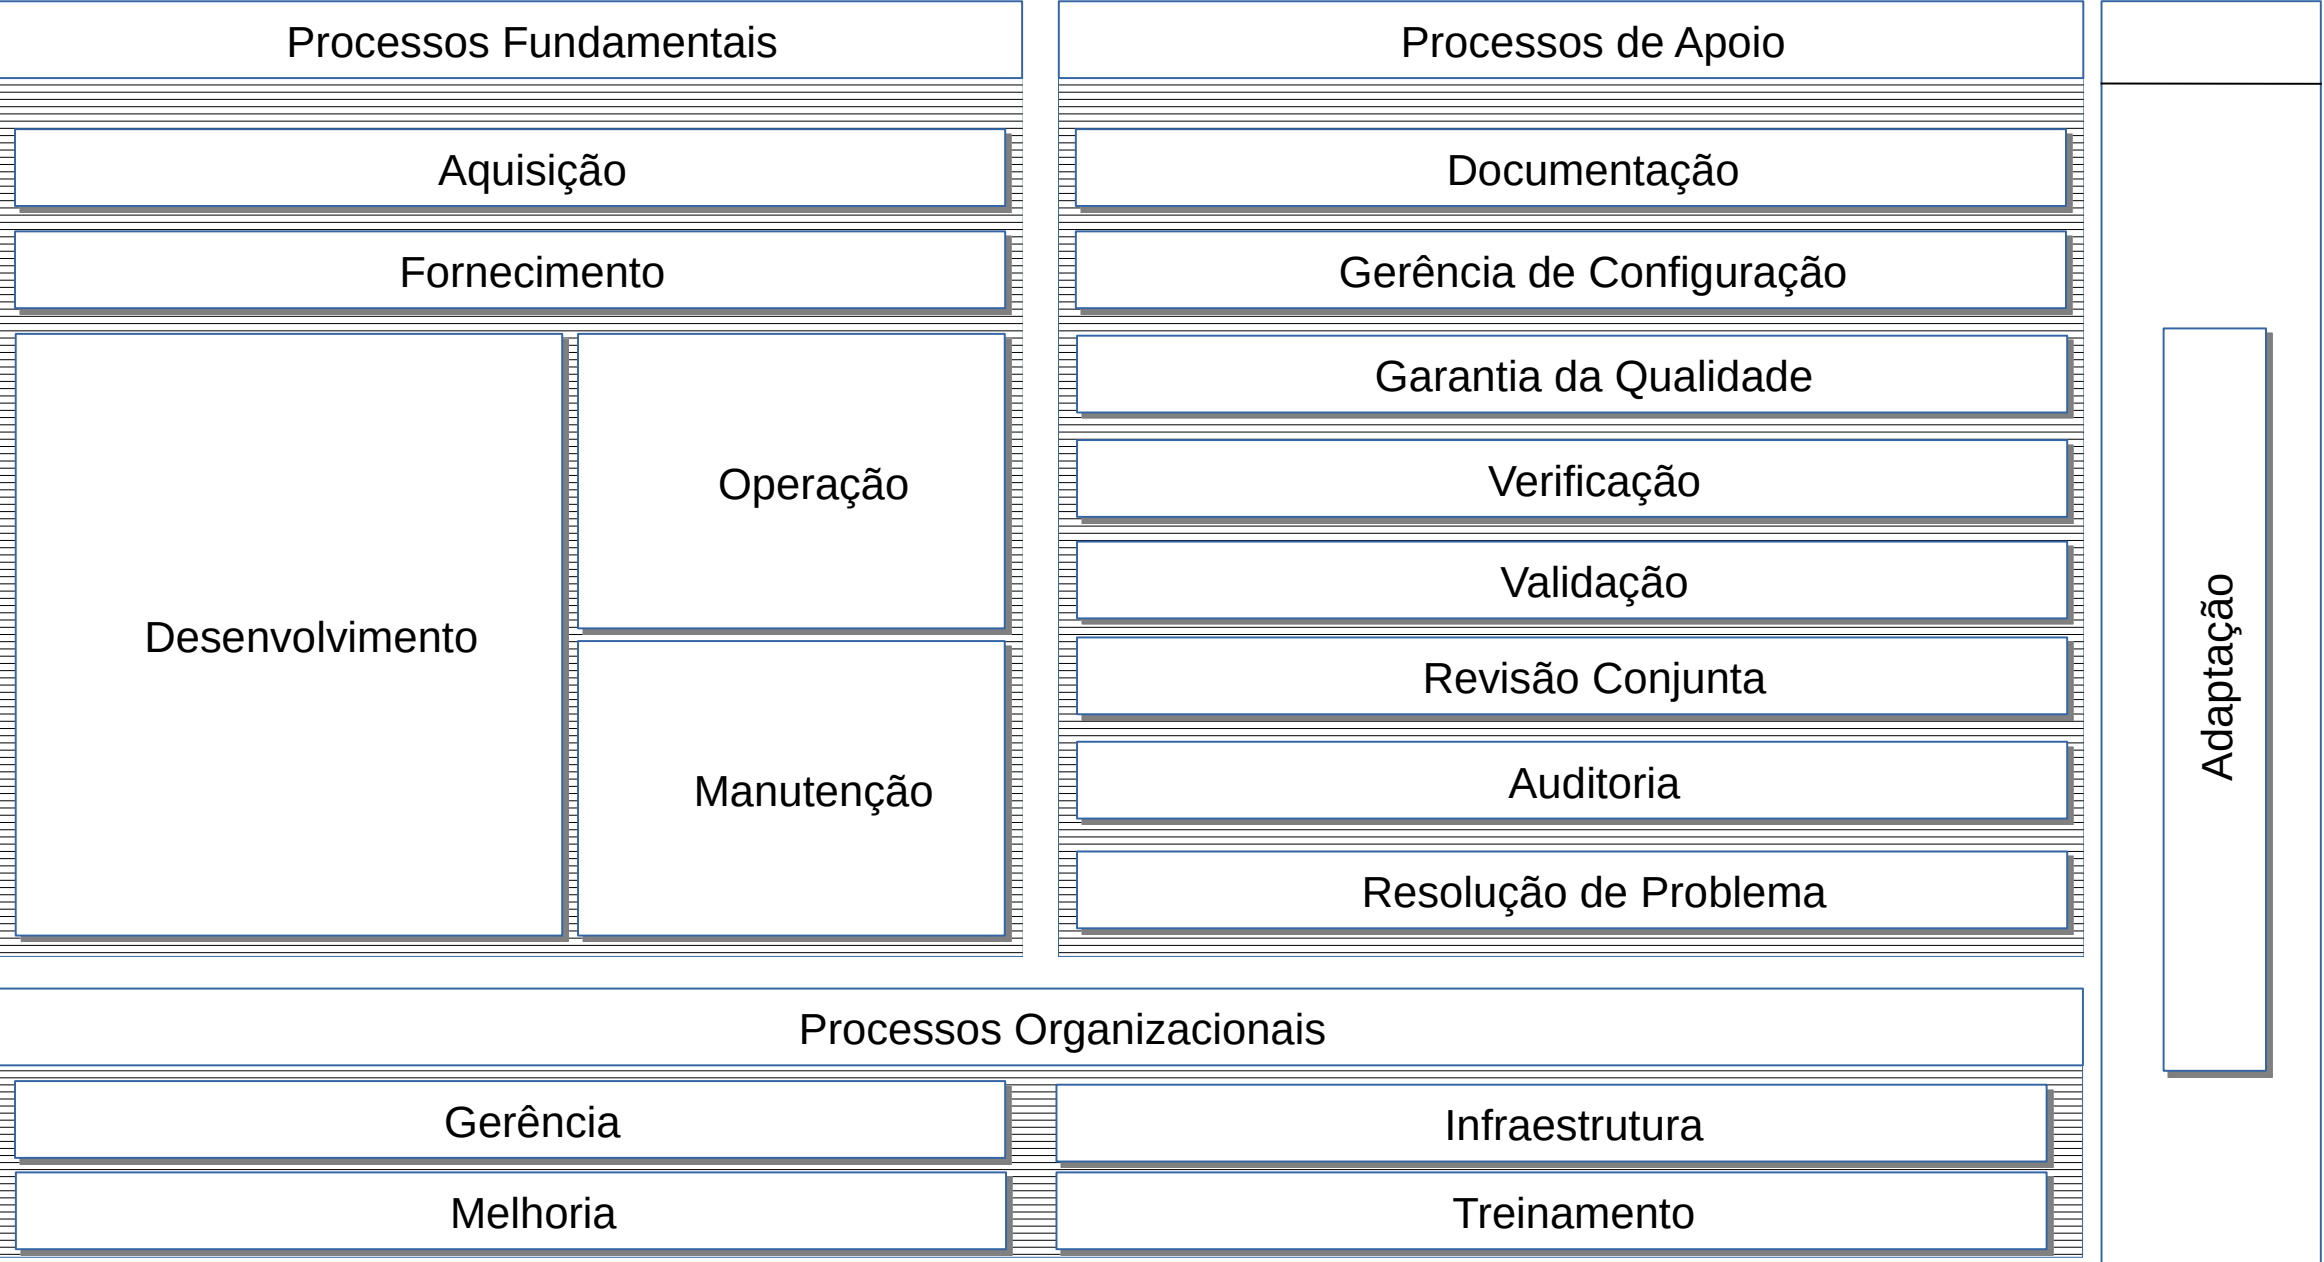 Processos Fundamentais
Aquisição
Fornecimento
Desenvolvimento
Operação
Manutenção
Processos de Apoio
Documentação
Gerência de Configuração
Garantia da Qualidade
Verificação
Validação
Revisão Conjunta
Auditoria
Resolução de Problema
Processos Organizacionais
Gerência
Infraestrutura
Melhoria
Treinamento
Adaptação